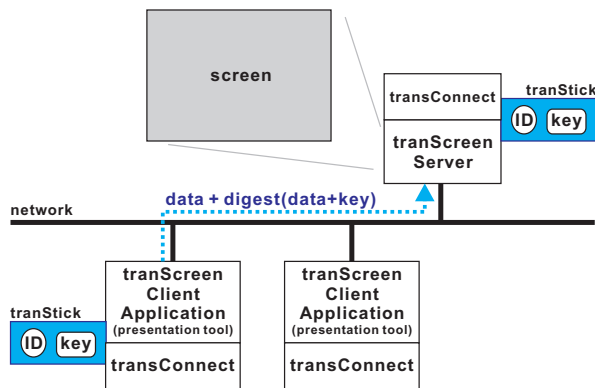 screen
transConnect
tranStick
ID key
tranScreen
Server
data + digest(data+key)
network
tranScreen
Client
Application
(presentation tool)
transConnect
tranStick
ID key
tranScreen
Client
Application
(presentation tool)
transConnect